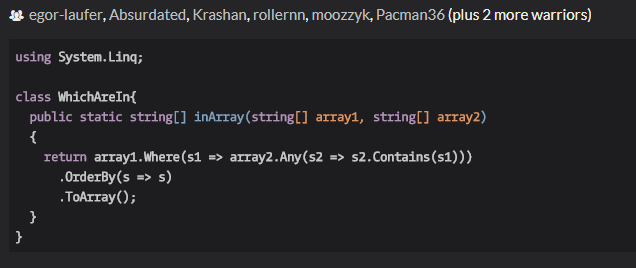 egor-laufer, Absurdated, Krashan, rollernn, moozzyk, Pacman36 (plus 2 more warriors)
using System.Linq;
class WhichAreIn{
  public static string[] inArray(string[] array1, string[] array2)
  {
    return array1.Where(s1 => array2.Any(s2 => s2.Contains(s1)))
      .OrderBy(s => s)
      .ToArray();
  }
}